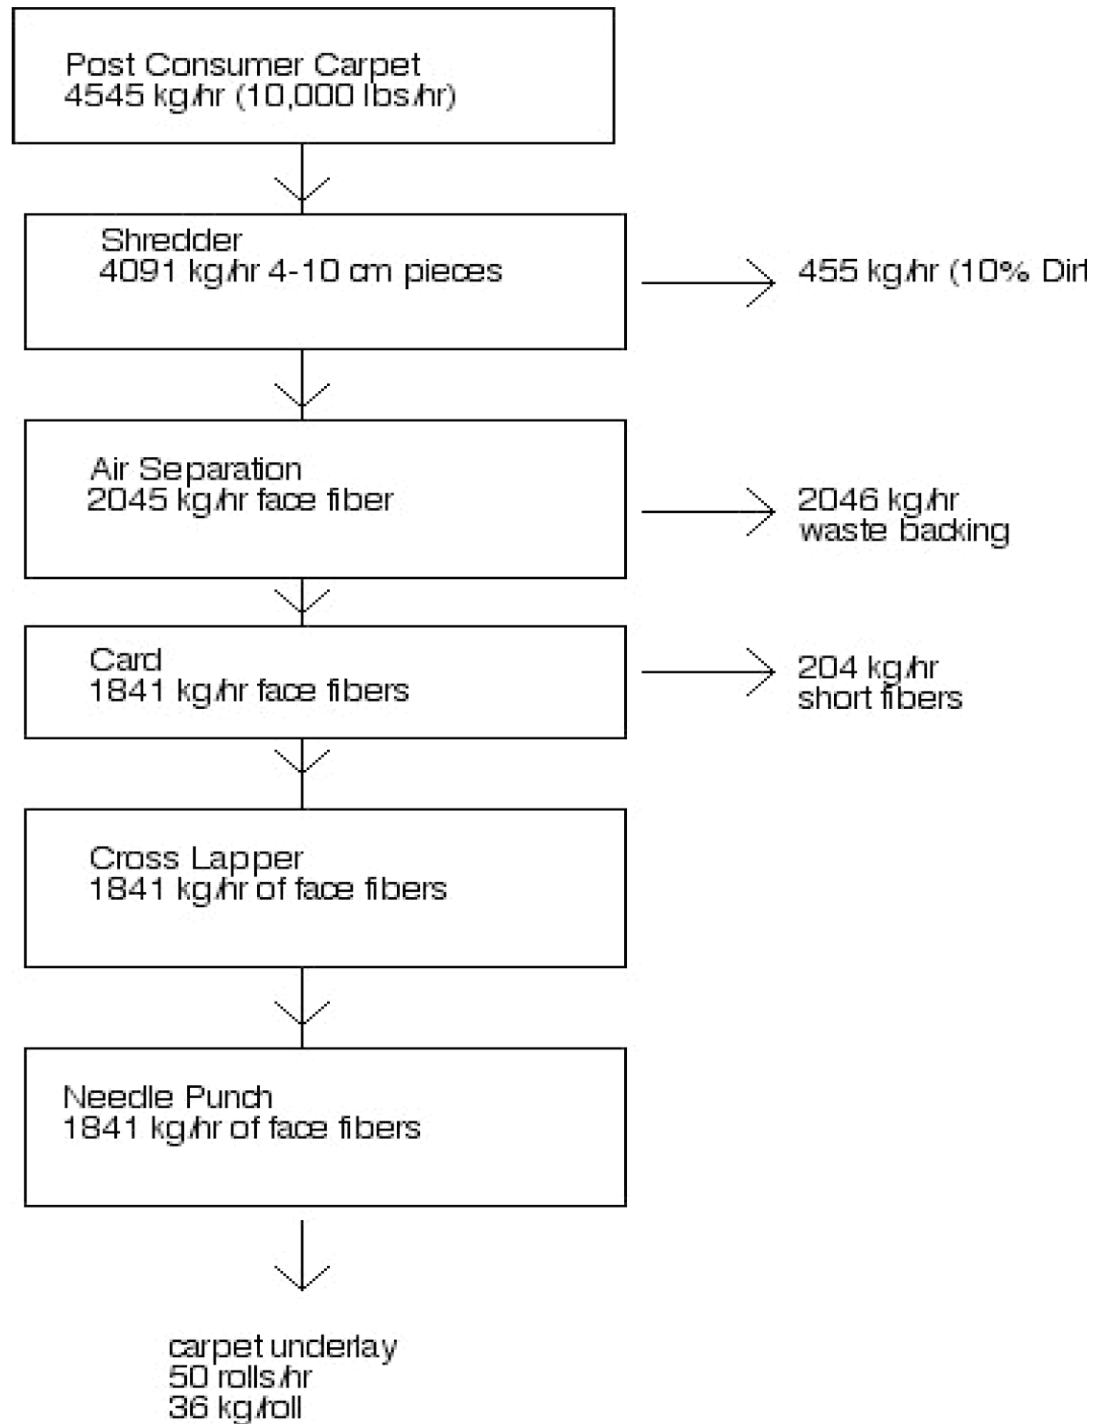 Post Consumer Carpet
4545 kg/hr (10,000 lbs/hr)
Shredder
4091 kg/hr 4-10 cm pieces
455 kg/hr (10% Dirt
Air Separation
2045 kg/hr face fiber
2046 kg/hr
waste backing
Card
1841 kg/hr face fibers
204 kg/hr
short fibers
Cross Lapper
1841 kg/hr of face fibers
Needle Punch
1841 kg/hr of face fibers
carpet underlay
50 rolls/hr
36 kg/roll